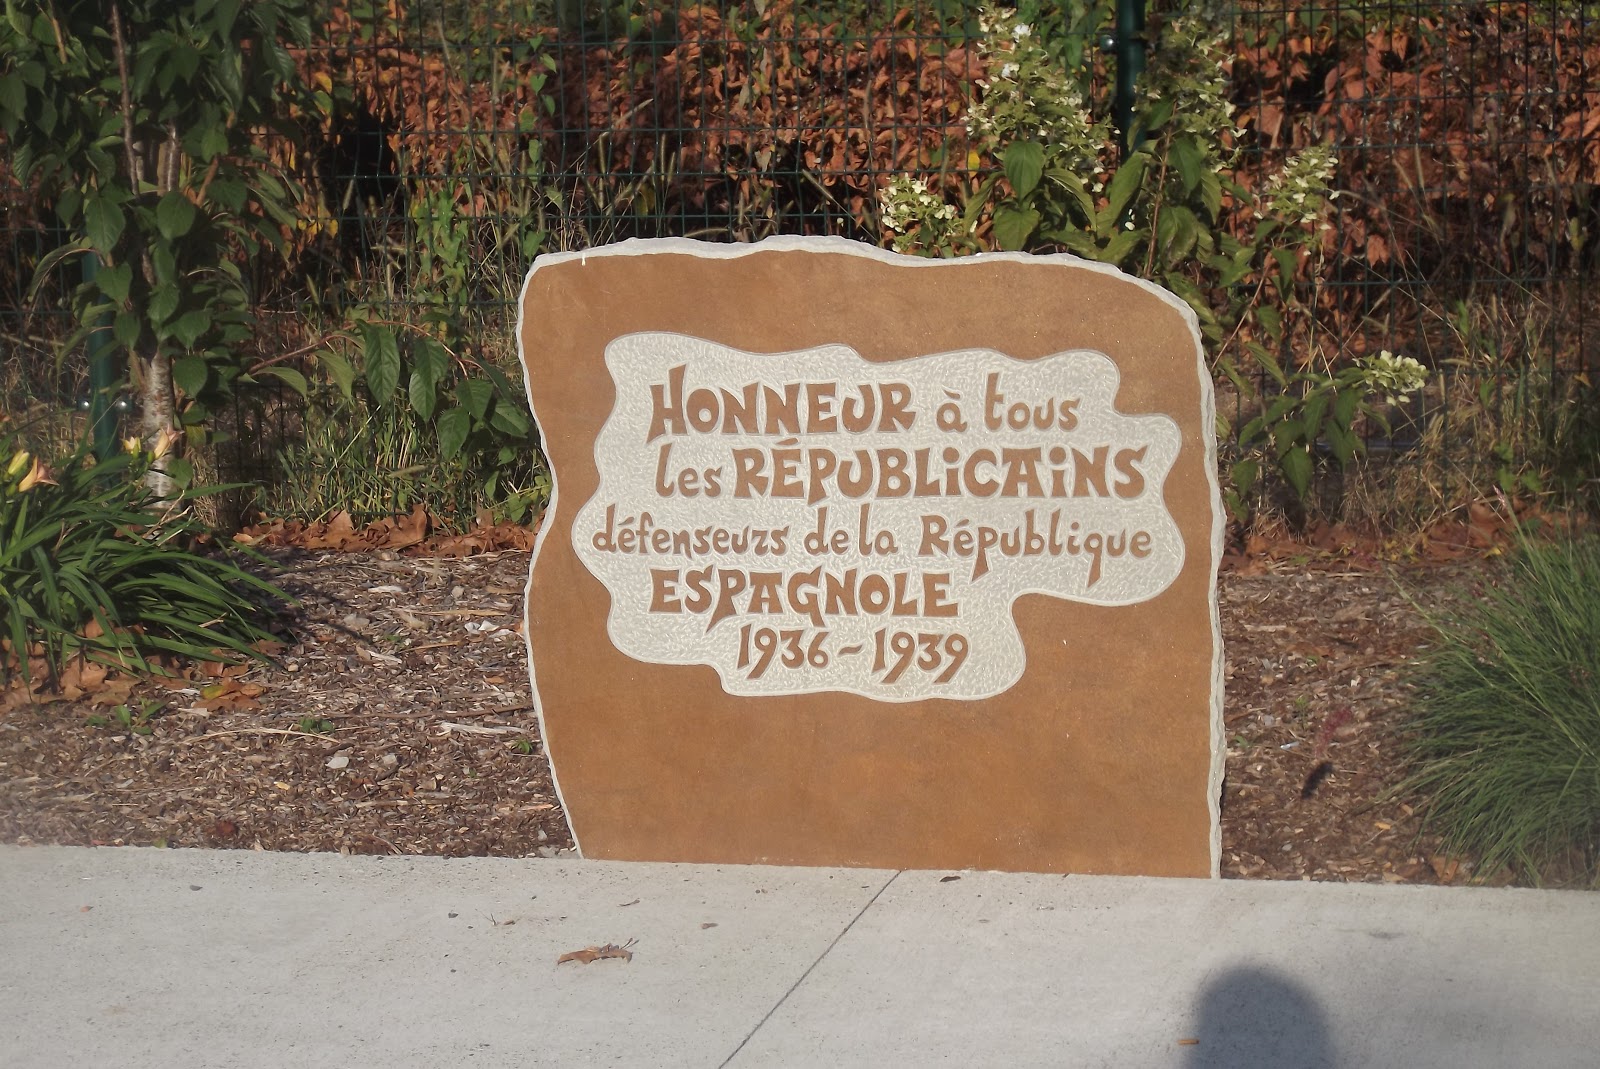 HONNEUR à tous
les RÉPUBLiCAiNS
défenseurs de la République
ESPAGNOLE
1936 - 1939